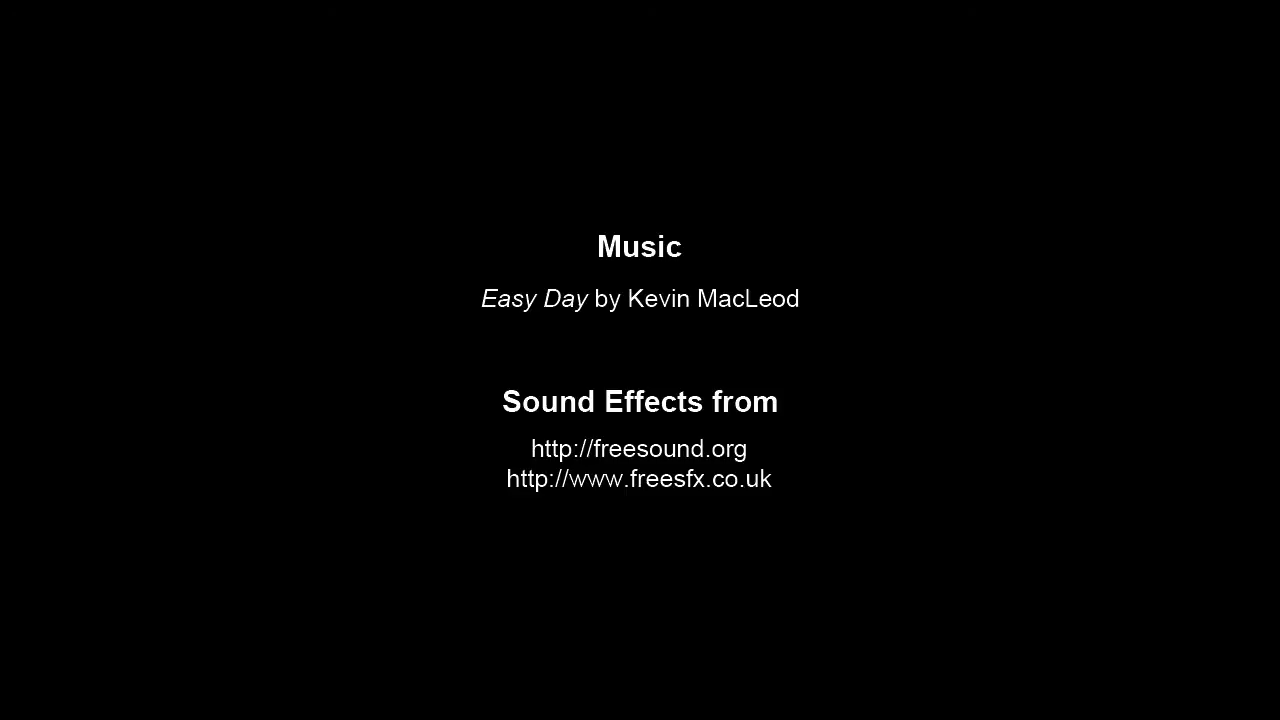 Music
Easy Day by Kevin MacLeod
Sound Effects from
http://freesound.org
http://www.freesfx.co.uk